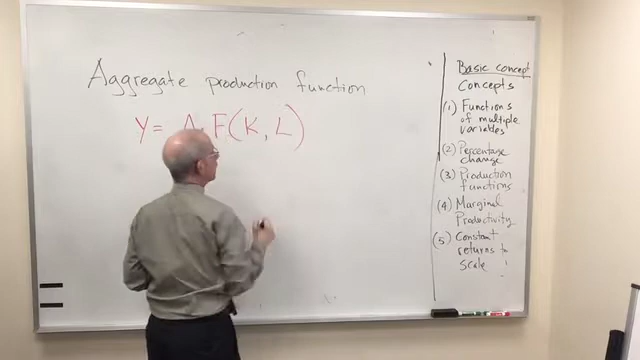 Aggregate production function
Y = A F(K, L)
Basic concept
Concepts
(1) Functions
of multiple
variables
(2) Percentage
change
(3) Production
functions
(4) Marginal
Productivity
(5) Constant
returns to
scale